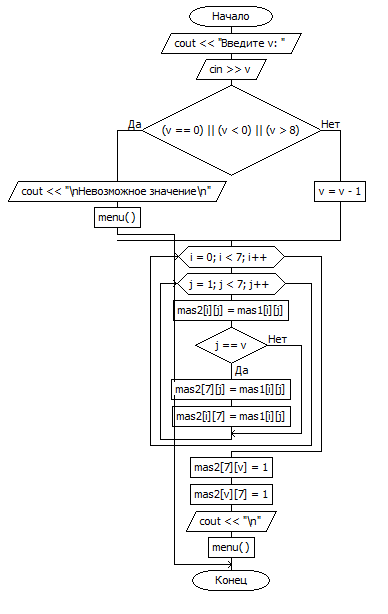 Начало
cout << "Введите v: "
cin >> v
Да
(v == 0) || (v < 0) || (v > 8)
Нет
cout << "\nНевозможное значение\n"
v = v - 1
menu()
i = 0; i < 7; i++
j = 1; j < 7; j++
mas2[i][j] = mas1[i][j]
j == v
Нет
Да
mas2[7][j] = mas1[i][j]
mas2[i][7] = mas1[i][j]
mas2[7][v] = 1
mas2[v][7] = 1
cout << "\n"
menu()
Конец